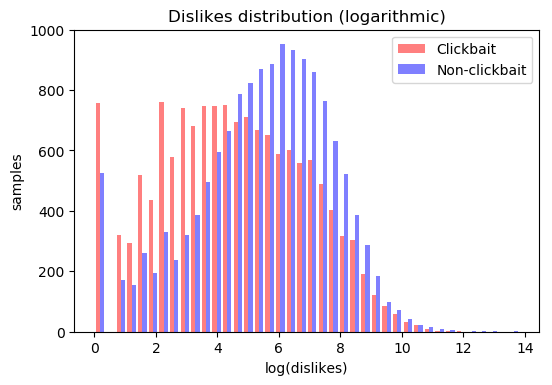 Dislikes distribution (logarithmic)
Clickbait
Non-clickbait
samples
1000
800
600
400
200
0
0 2 4 6 8 10 12 14
log(dislikes)